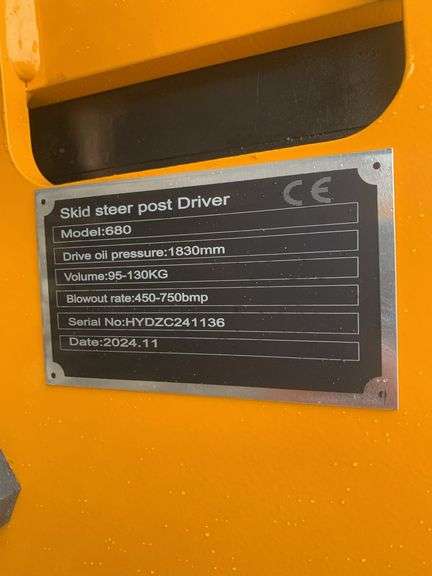 Skid steer post Driver
CE
Model:680
Drive oil pressure:1830mm
Volume:95-130KG
Blowout rate:450-750bmp
Serial No:HYDZC241136
Date:2024.11